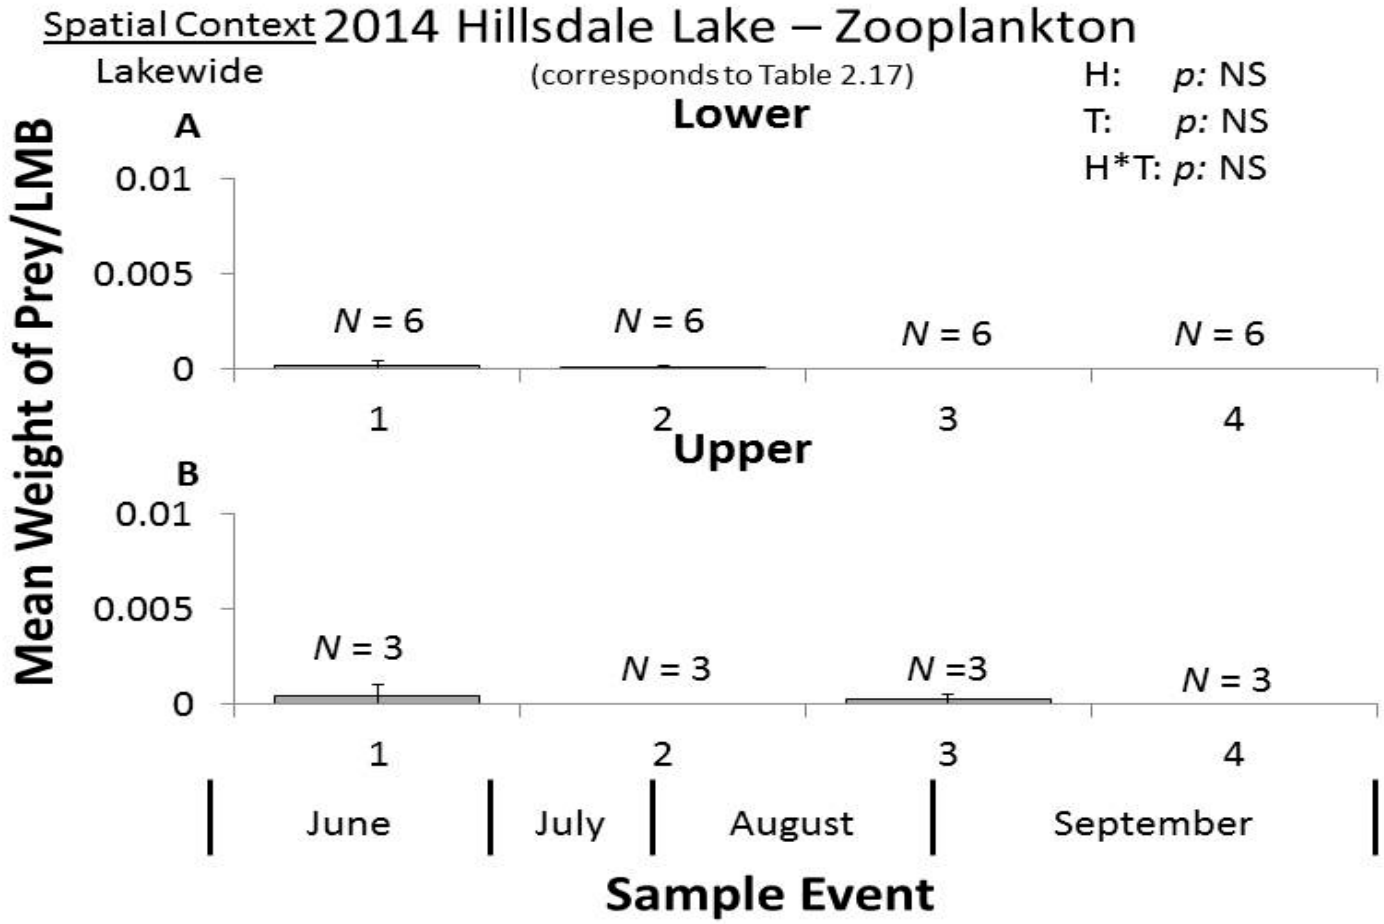 Spatial Context 2014 Hillsdale Lake – Zooplankton
Lakewide
(corresponds to Table 2.17)
H: p: NS
T: p: NS
H*T: p: NS
Mean Weight of Prey/LMB
A
Lower
0.01
0.005
0
N = 6
N = 6
N = 6
N = 6
1 2 3 4
B
Upper
0.01
0.005
0
N = 3
N = 3
N =3
N = 3
1 2 3 4
June July August September
Sample Event